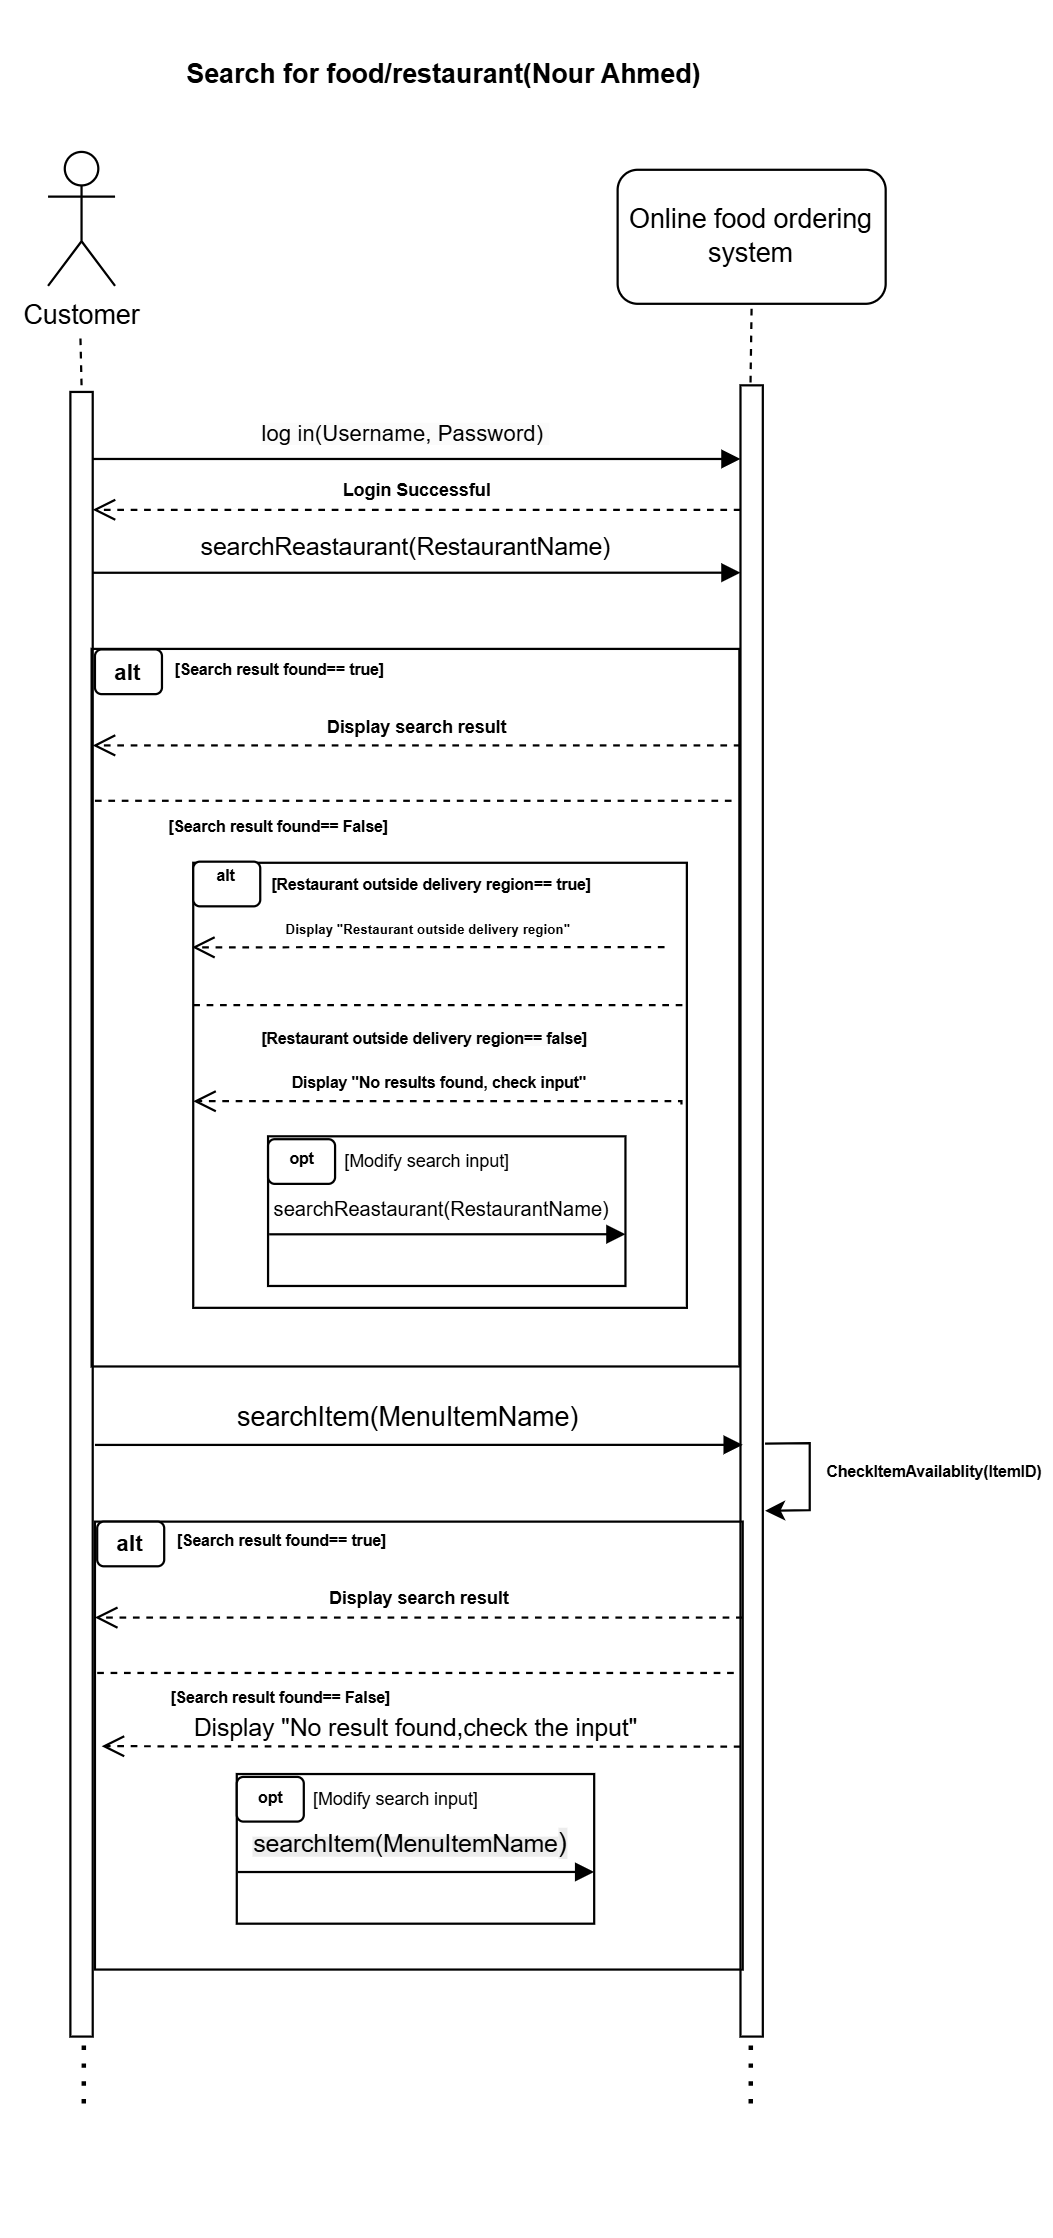 Search for food/restaurant(Nour Ahmed)
Online food ordering
system
Customer
log in(Username, Password)
Login Successful
searchReastaurant(RestaurantName)
alt
[Search result found== true]
Display search result
[Search result found== False]
alt
[Restaurant outside delivery region== true]
Display "Restaurant outside delivery region"
[Restaurant outside delivery region== false]
Display "No results found, check input"
opt
[Modify search input]
searchReastaurant(RestaurantName)
searchItem(MenuItemName)
CheckItemAvailablity(ItemID)
alt
[Search result found== true]
Display search result
[Search result found== False]
Display "No result found,check the input"
opt
[Modify search input]
searchItem(MenuItemName)